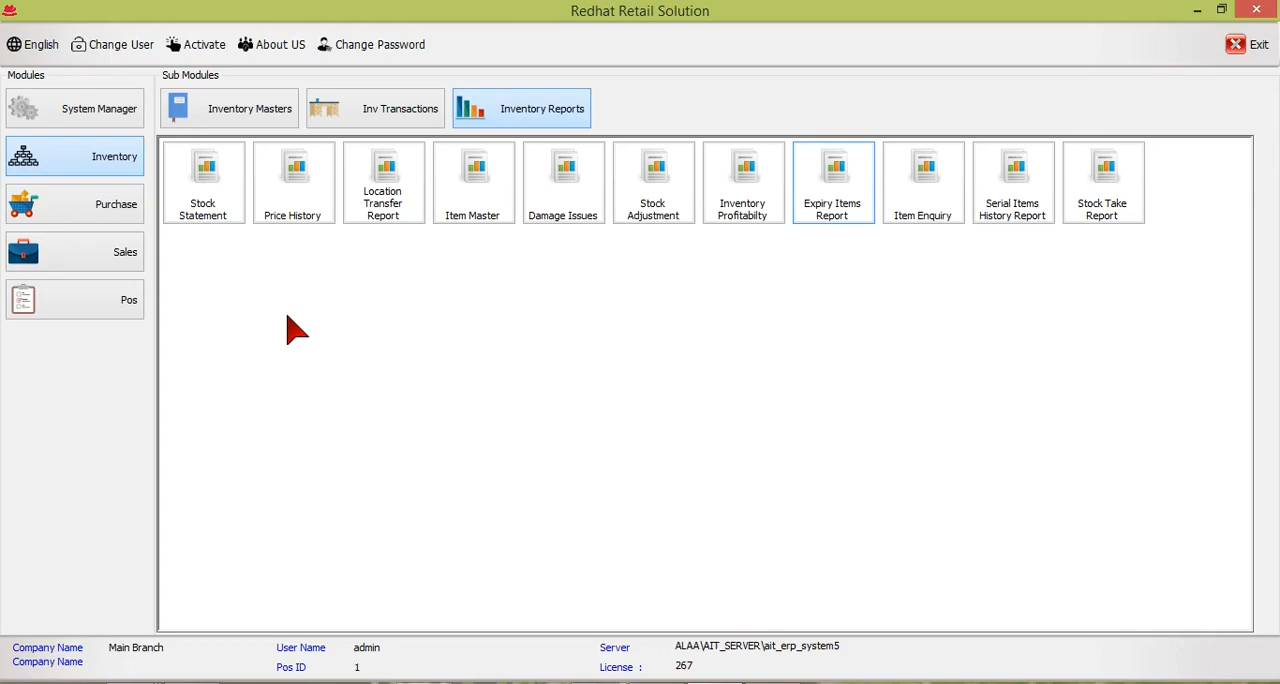 Redhat Retail Solution
English Change User Activate About US Change Password Exit
Modules Sub Modules
System Manager Inventory Masters Inv Transactions Inventory Reports
Inventory
Purchase
Sales
Pos
Stock
Statement
Price History
Location
Transfer
Report
Item Master
Damage Issues
Stock
Adjustment
Inventory
Profitabilty
Expiry Items
Report
Item Enquiry
Serial Items
History Report
Stock Take
Report
Company Name Main Branch User Name admin Server ALAA\AIT_SERVER\ait_erp_system5
Company Name Pos ID 1 License : 267